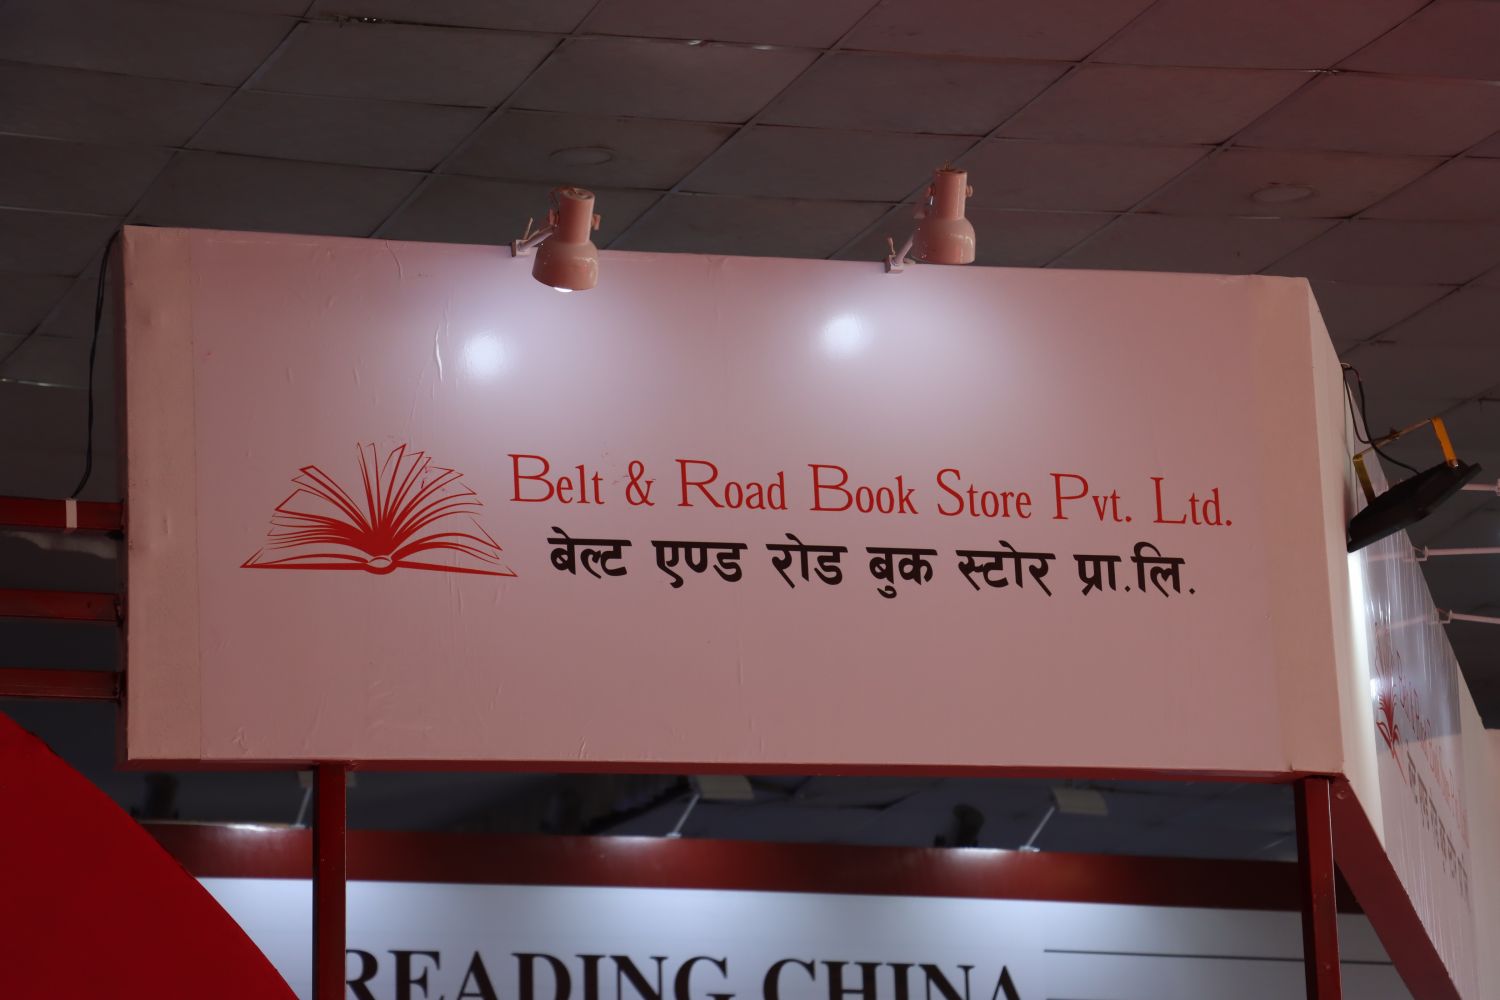 Belt & Road Book Store Pvt. Ltd.
बेल्ट एण्ड रोड बुक स्टोर प्रा.लि.
READING CHINA